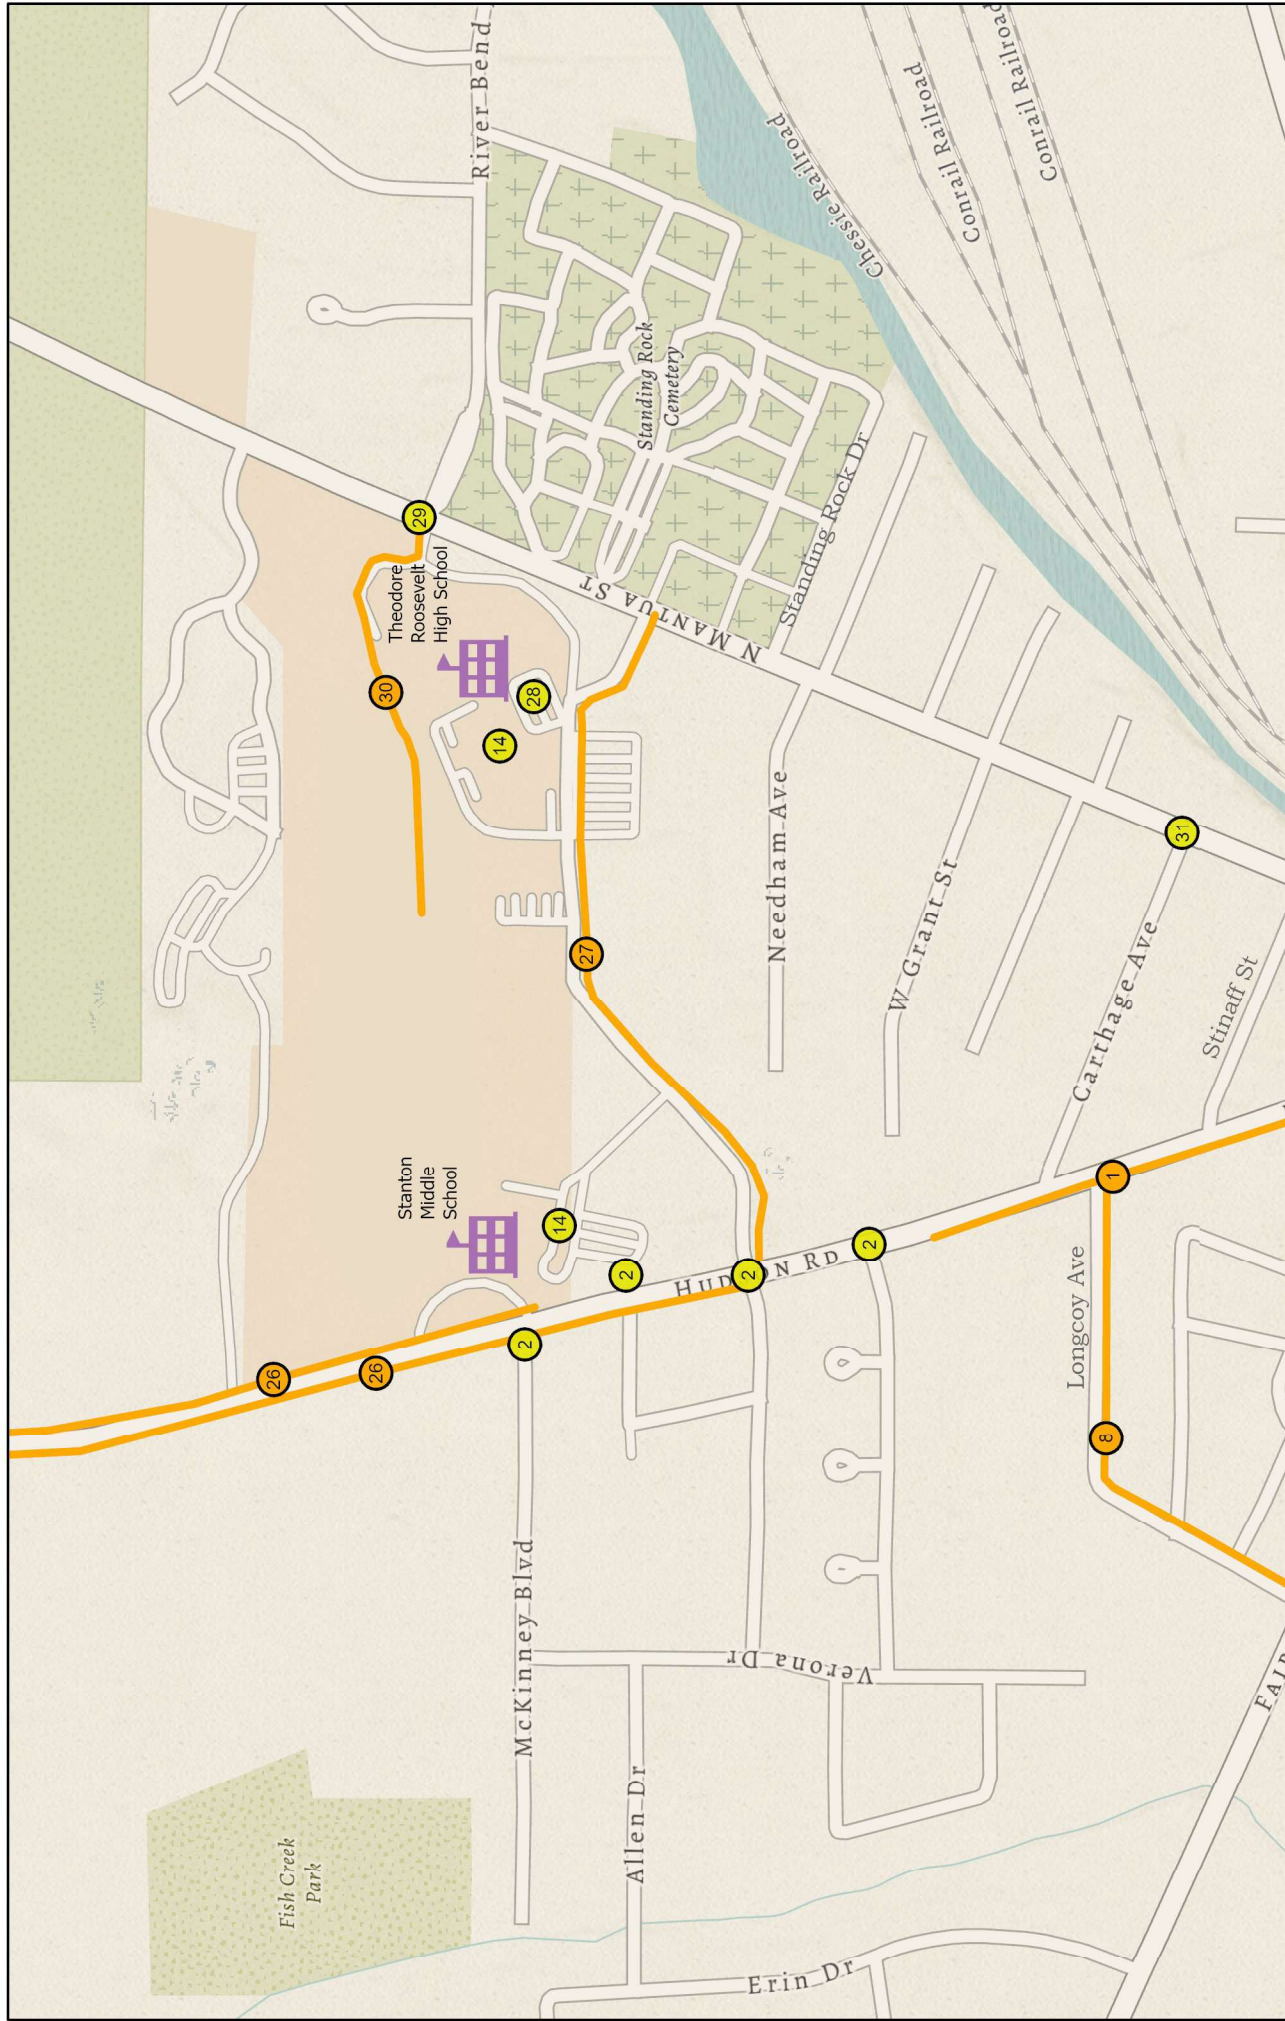 River Bend
Chessie Railroad
Conrail Railroad
Conrail Railroad
Standing Rock
Cemetery
Standing Rock Dr
N MANTUA ST
29
Theodore
Roosevelt
High School
30
28
14
27
Needham Ave
W Grant St
31
Carthage Ave
Stinaff St
Stanton
Middle
School
14
2
2
2
2
HUDSON RD
1
26
26
Longcoy Ave
8
McKinney Blvd
Verona Dr
Allen Dr
Fish Creek
Park
Erin Dr